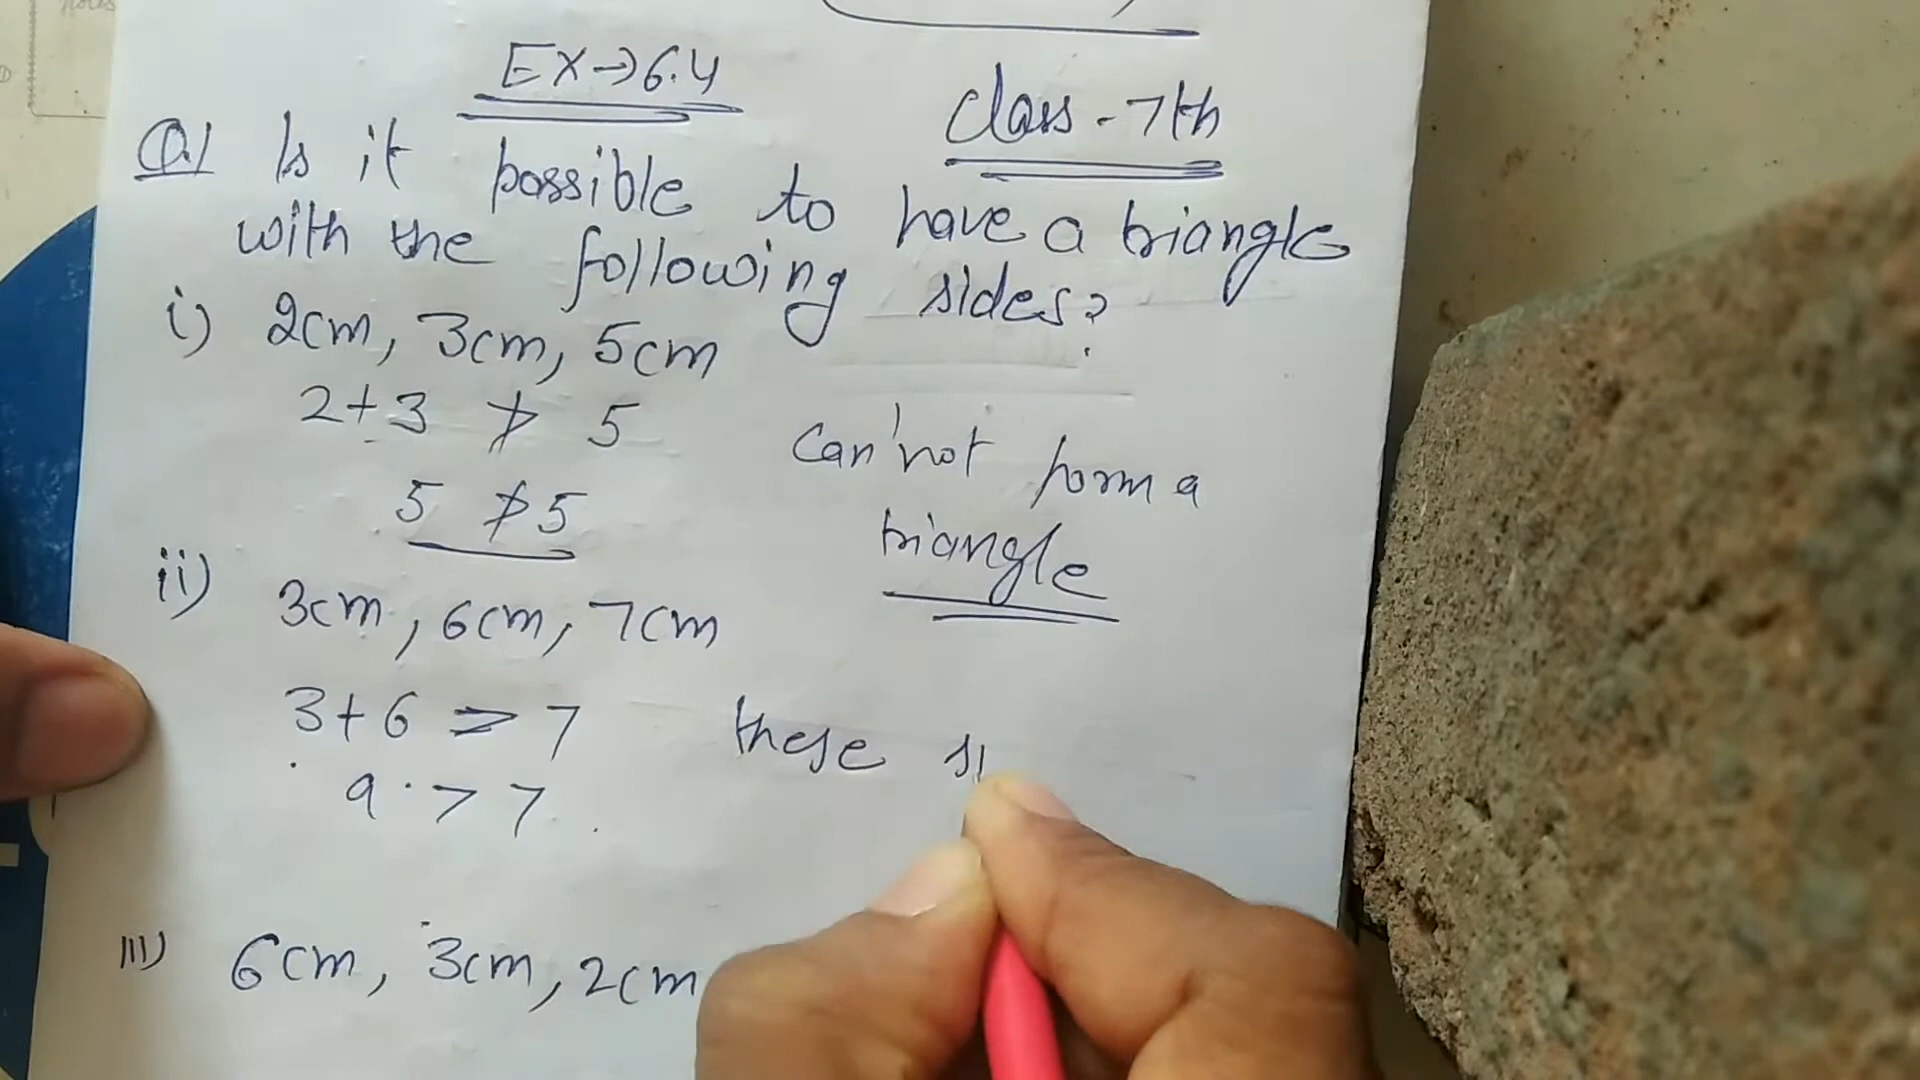 Ex→6.4
Class-7th
Q.1 Is it possible to have a triangle
with the following sides?
i) 2cm, 3cm, 5cm
2+3 ≯ 5
5 ≯ 5
Can'not form a
triangle
ii) 3cm, 6cm, 7cm
3+6 > 7
9 > 7
these si
III) 6cm, 3cm, 2cm